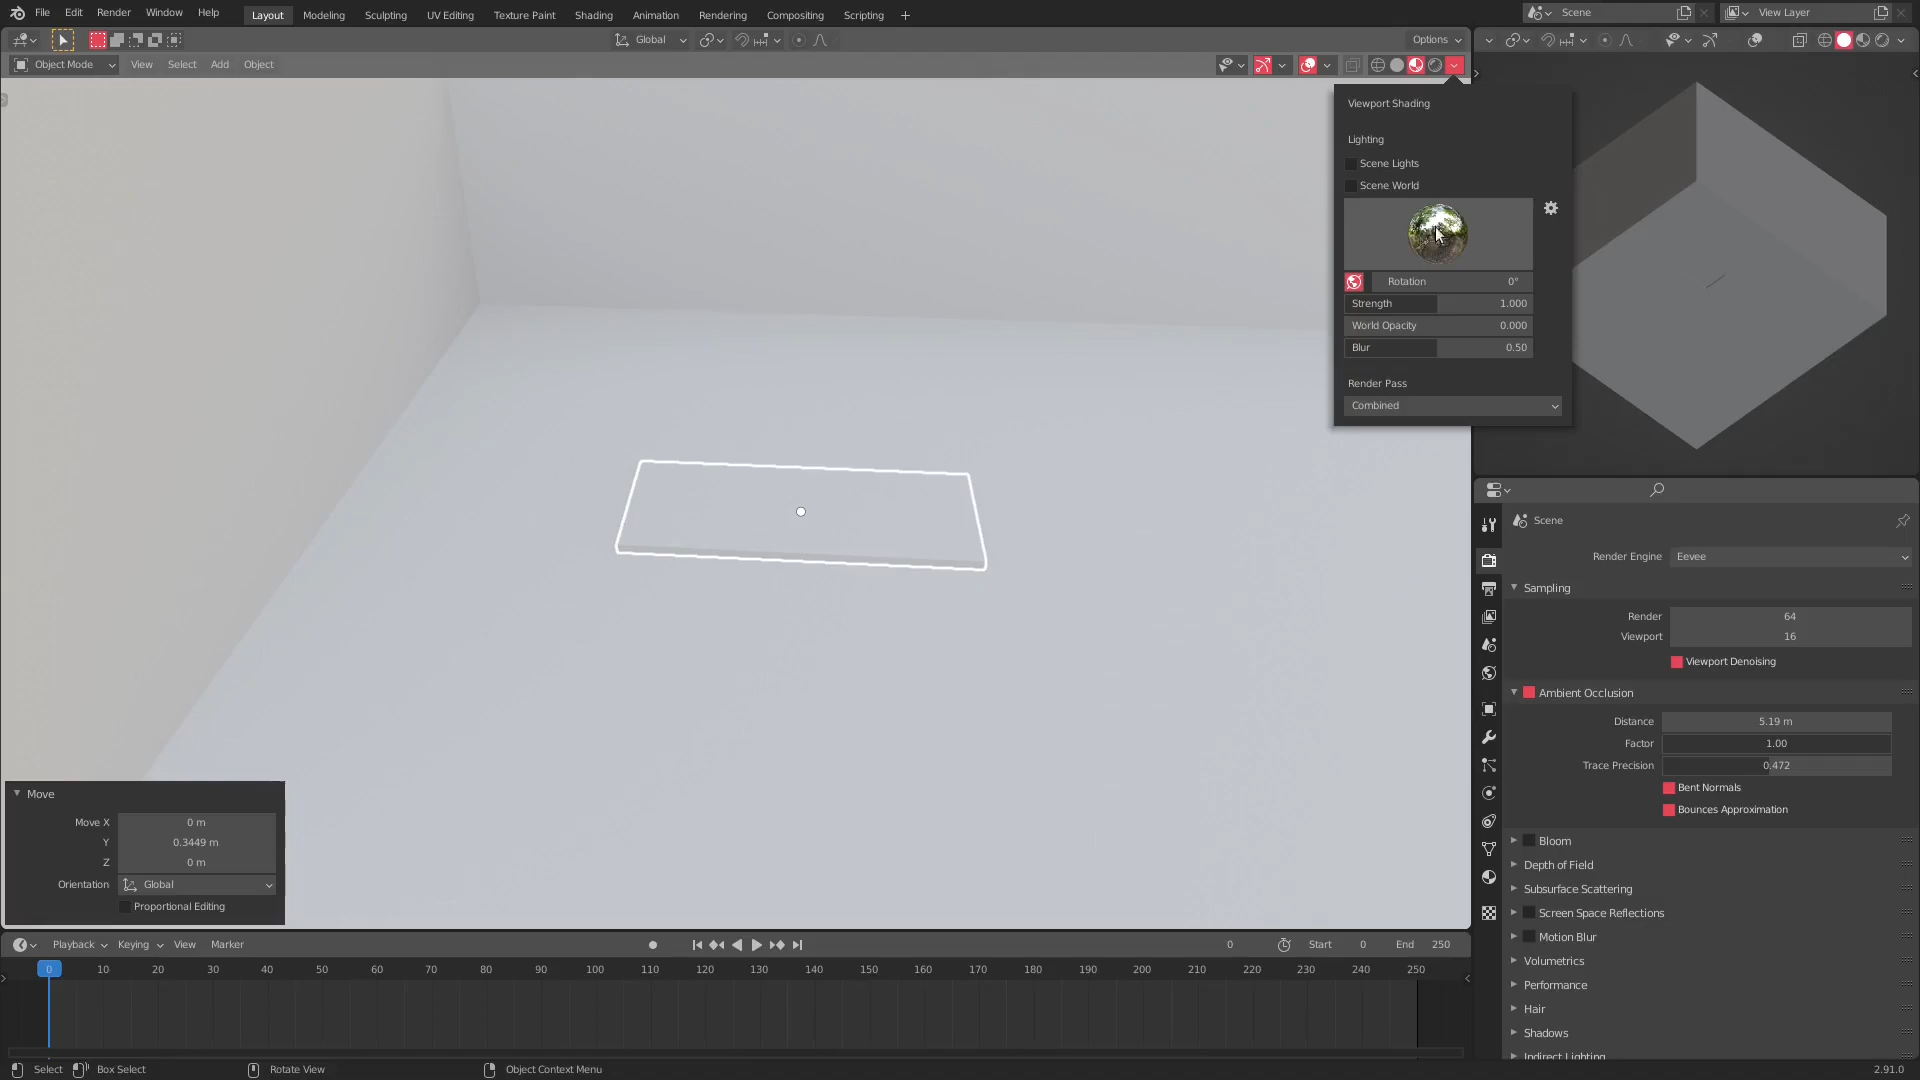 File Edit Render Window Help Layout Modeling Sculpting UV Editing Texture Paint Shading Animation Rendering Compositing Scripting + Scene View Layer
Global Options
Object Mode View Select Add Object
Viewport Shading
Lighting
Scene Lights
Scene World
Rotation 0°
Strength 1.000
World Opacity 0.000
Blur 0.50
Render Pass
Combined
Scene
Render Engine Eevee
Sampling
Render 64
Viewport 16
Viewport Denoising
Ambient Occlusion
Distance 5.19 m
Factor 1.00
Trace Precision 0.472
Bent Normals
Bounces Approximation
Bloom
Depth of Field
Subsurface Scattering
Screen Space Reflections
Motion Blur
Volumetrics
Performance
Hair
Shadows
Indirect Lighting
Move
Move X 0 m
Y 0.3449 m
Z 0 m
Orientation Global
Proportional Editing
Playback Keying View Marker 0 Start 0 End 250
0 10 20 30 40 50 60 70 80 90 100 110 120 130 140 150 160 170 180 190 200 210 220 230 240 250
Select Box Select Rotate View Object Context Menu 2.91.0